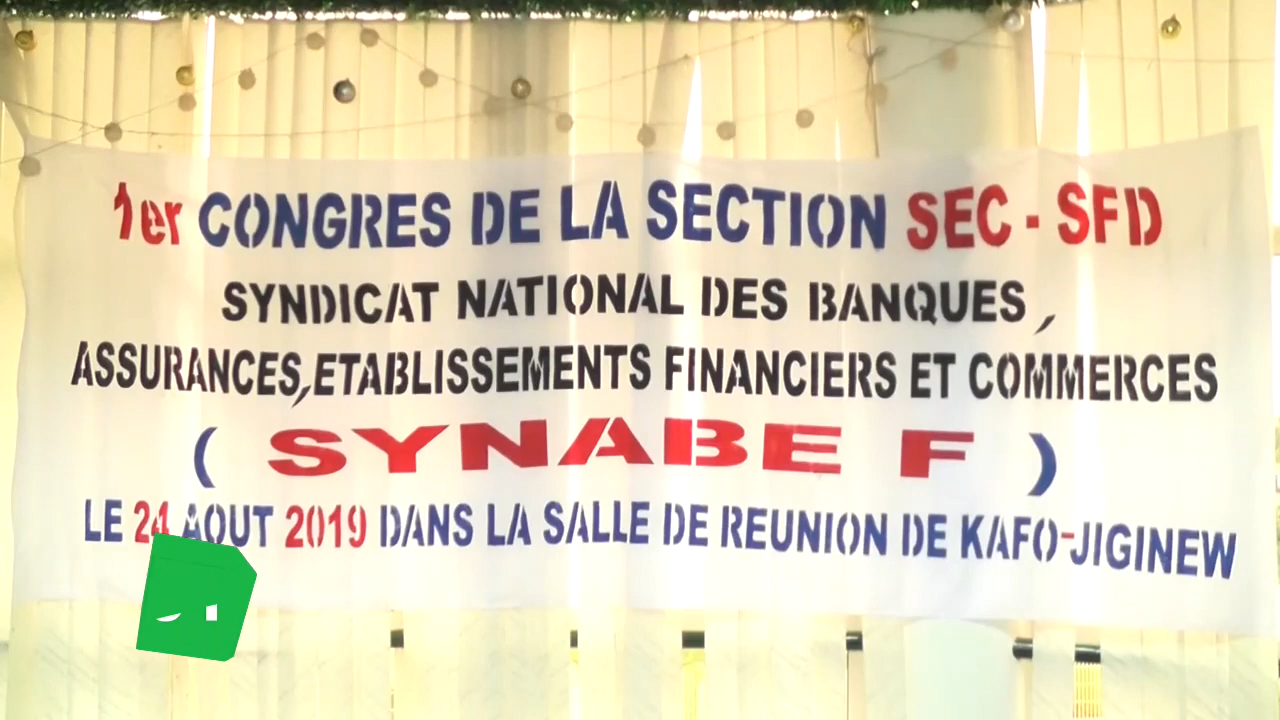 1er CONGRES DE LA SECTION SEC - SFD
SYNDICAT NATIONAL DES BANQUES,
ASSURANCES,ETABLISSEMENTS FINANCIERS ET COMMERCES
( SYNABE F )
LE 24 AOUT 2019 DANS LA SALLE DE REUNION DE KAFO-JIGINEW